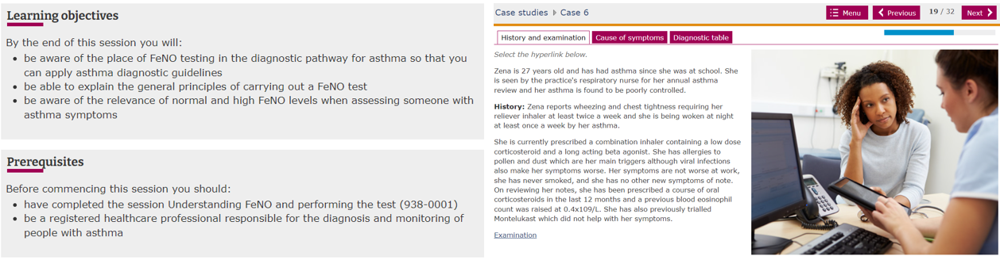 Learning objectives
By the end of this session you will:
• be aware of the place of FeNO testing in the diagnostic pathway for asthma so that you
can apply asthma diagnostic guidelines
• be able to explain the general principles of carrying out a FeNO test
• be aware of the relevance of normal and high FeNO levels when assessing someone with
asthma symptoms
Prerequisites
Before commencing this session you should:
• have completed the session Understanding FeNO and performing the test (938-0001)
• be a registered healthcare professional responsible for the diagnosis and monitoring of
people with asthma
Case studies Case 6
Menu
Previous
19 / 32
Next
History and examination
Cause of symptoms
Diagnostic table
Select the hyperlink below.
Zena is 27 years old and has had asthma since she was at school. She
is seen by the practice's respiratory nurse for her annual asthma
review and her asthma is found to be poorly controlled.
History: Zena reports wheezing and chest tightness requiring her
reliever inhaler at least twice a week and she is being woken at night
at least once a week by her asthma.
She is currently prescribed a combination inhaler containing a low dose
corticosteroid and a long acting beta agonist. She has allergies to
pollen and dust which are her main triggers although viral infections
also make her symptoms worse. Her symptoms are not worse at work,
she has never smoked, and she has no other new symptoms of note.
On reviewing her notes, she has been prescribed a course of oral
corticosteroids in the last 12 months and a previous blood eosinophil
count was raised at 0.4x109/L. She has also previously trialled
Montelukast which did not help with her symptoms.
Examination